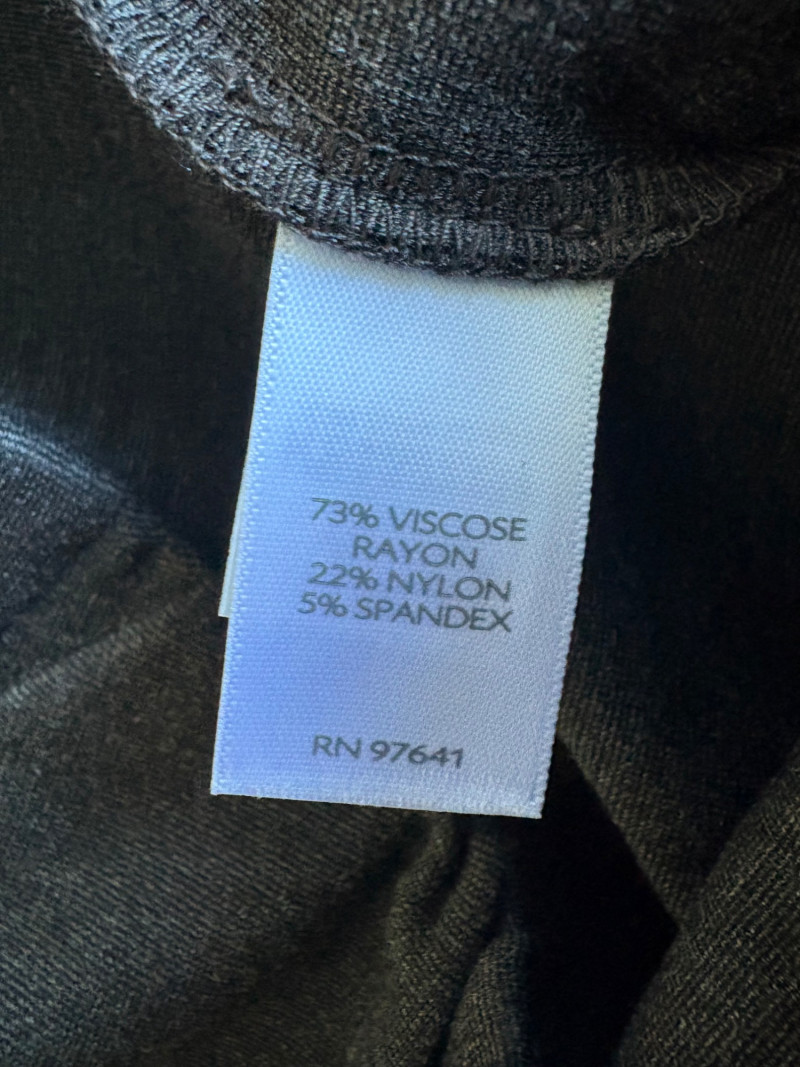 73% VISCOSE
RAYON
22% NYLON
5% SPANDEX
RN 97641